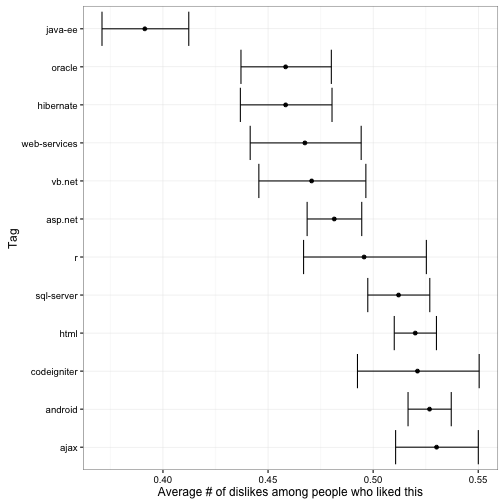 java-ee
oracle
hibernate
web-services
vb.net
asp.net
r
sql-server
html
codeigniter
android
ajax
Tag
0.40 0.45 0.50 0.55
Average # of dislikes among people who liked this